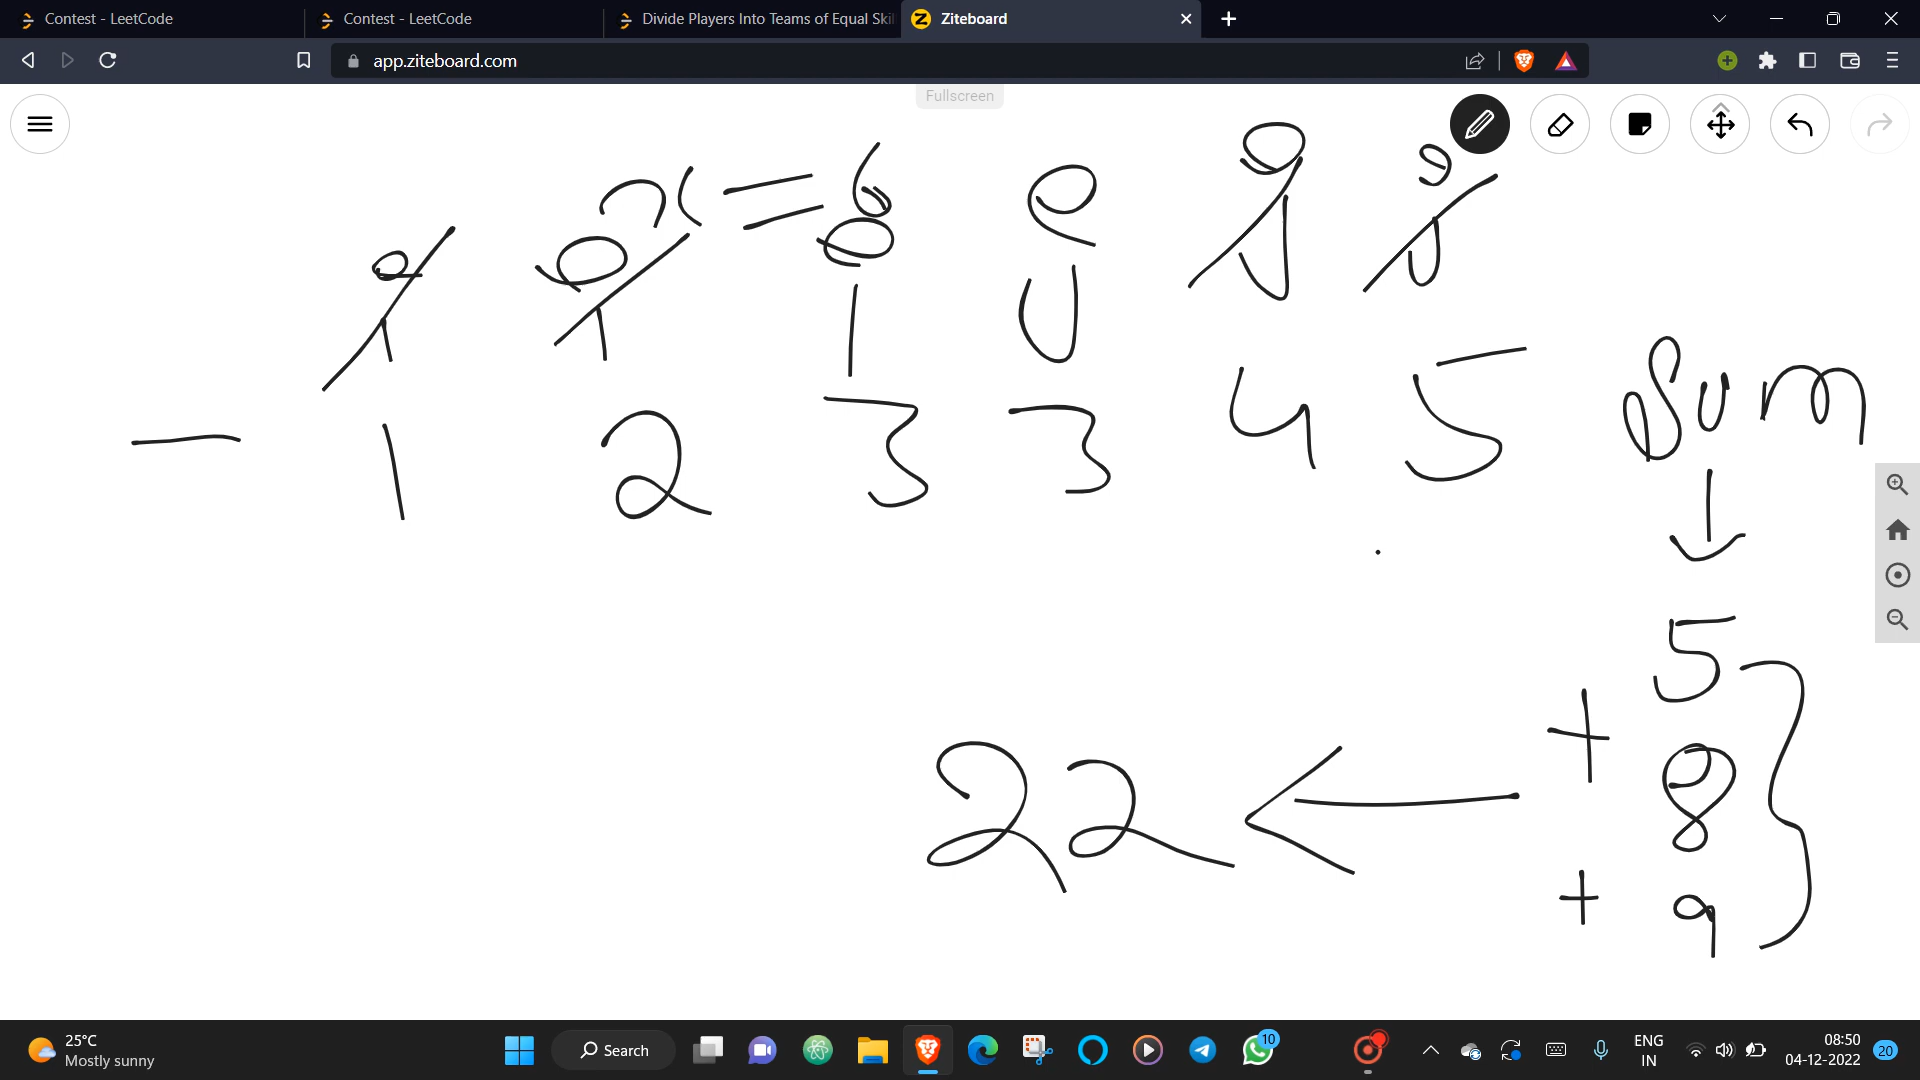 Contest - LeetCode
Contest - LeetCode
Divide Players Into Teams of Equal Skil
Ziteboard
app.ziteboard.com
Fullscreen
x = 6
i
j
1 2 3 3 4 5
Sum
5
+ 8
22
+ 9
25°C
Mostly sunny
Search
10
ENG
IN
08:50
04-12-2022
20